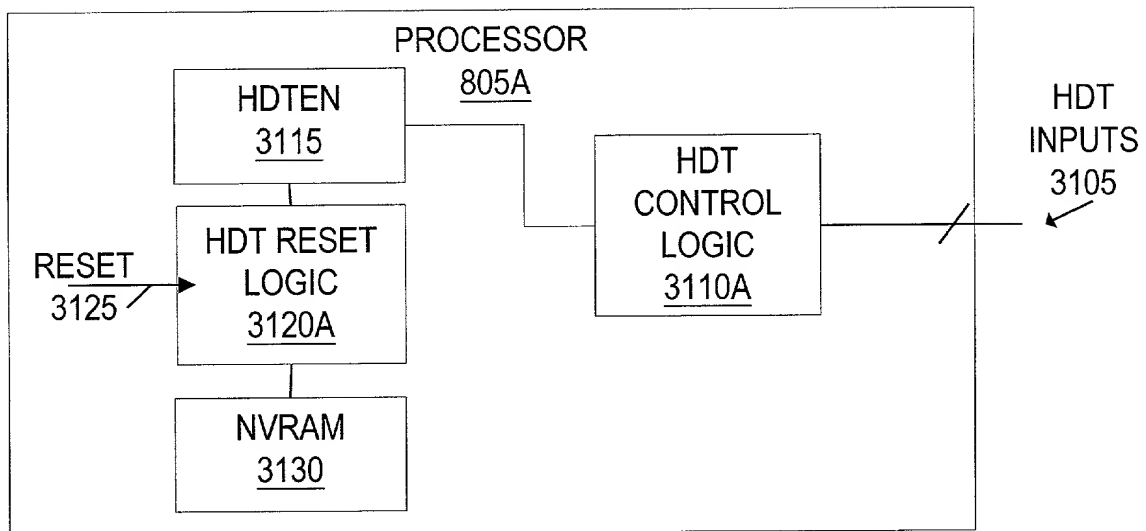 PROCESSOR
805A
HDTEN
3115
HDT RESET
LOGIC
3120A
RESET
3125
NVRAM
3130
HDT
CONTROL
LOGIC
3110A
HDT
INPUTS
3105